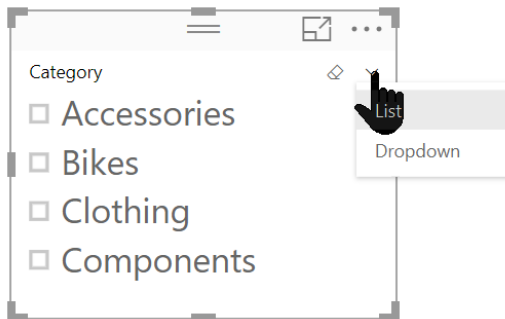 Category
List
Accessories
Dropdown
Bikes
Clothing
Components